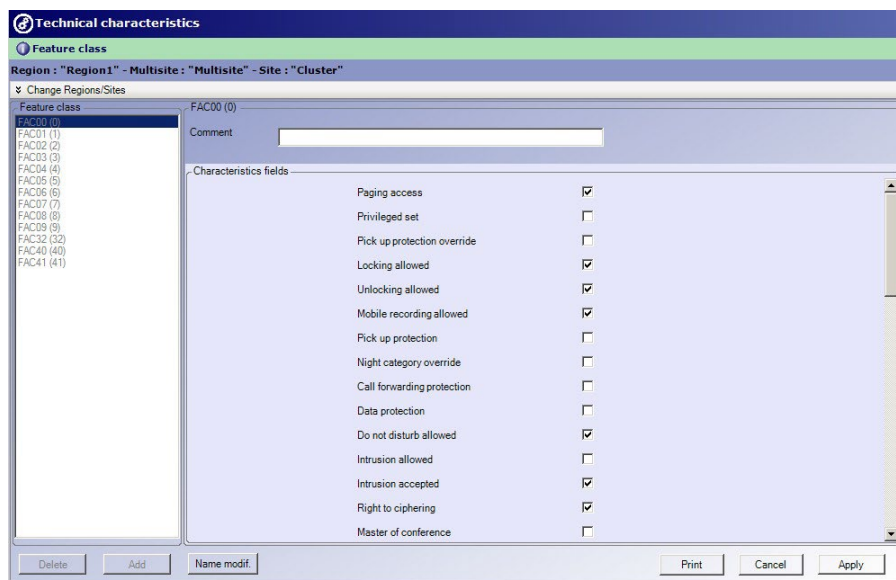 Technical characteristics
Feature class
Region : "Region1" - Multisite : "Multisite" - Site : "Cluster"
Change Regions/Sites
Feature class
FAC00 (0)
FAC01 (1)
FAC02 (2)
FAC03 (3)
FAC04 (4)
FAC05 (5)
FAC06 (6)
FAC07 (7)
FAC08 (8)
FAC09 (9)
FAC32 (32)
FAC40 (40)
FAC41 (41)
FAC00 (0)
Comment
Characteristics fields
Paging access
Privileged set
Pick up protection override
Locking allowed
Unlocking allowed
Mobile recording allowed
Pick up protection
Night category override
Call forwarding protection
Data protection
Do not disturb allowed
Intrusion allowed
Intrusion accepted
Right to ciphering
Master of conference
Delete
Add
Name modif.
Print
Cancel
Apply